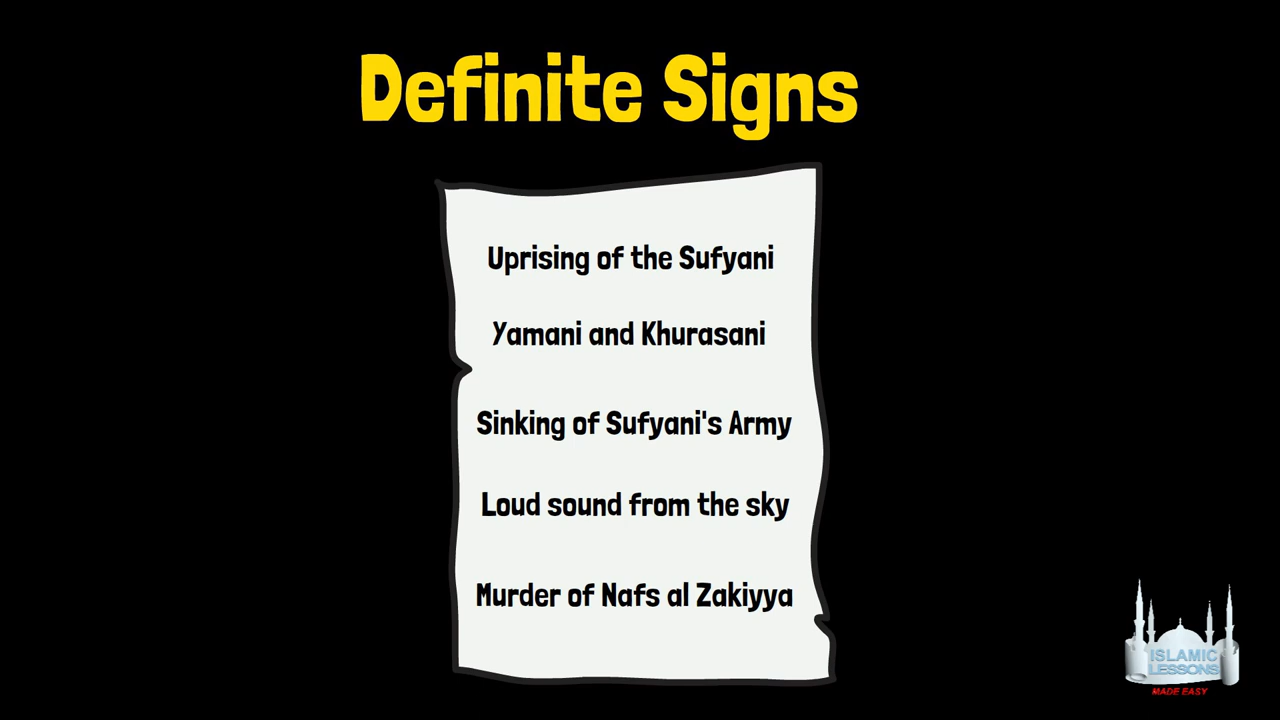 Definite Signs
Uprising of the Sufyani
Yamani and Khurasani
Sinking of Sufyani's Army
Loud sound from the sky
Murder of Nafs al Zakiyya
ISLAMIC
LESSONS
MADE EASY